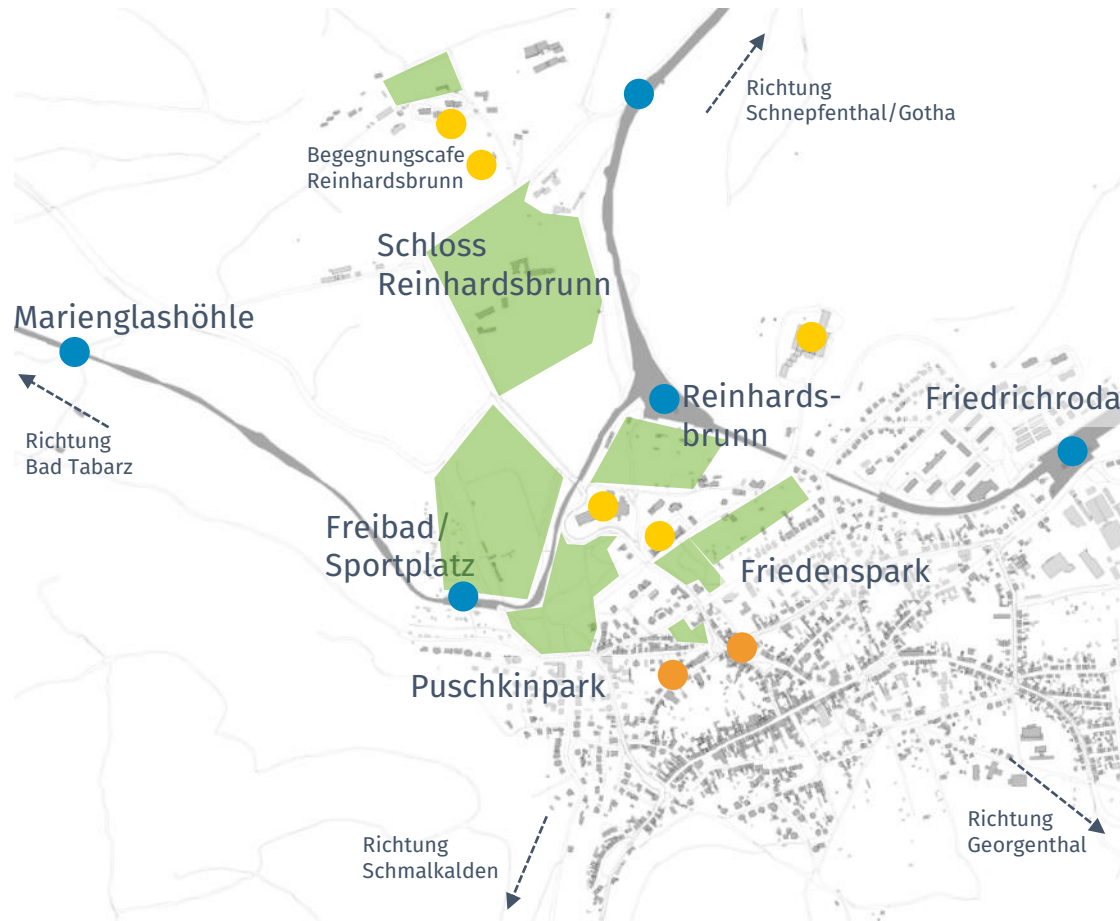 Richtung
Schnepfenthal/Gotha
Begegnungscafe
Reinhardsbrunn
Schloss
Reinhardsbrunn
Marienglashöhle
Richtung
Bad Tabarz
Reinhards-
brunn
Friedrichroda
Freibad/
Sportplatz
Friedenspark
Puschkinpark
Richtung
Schmalkalden
Richtung
Georgenthal